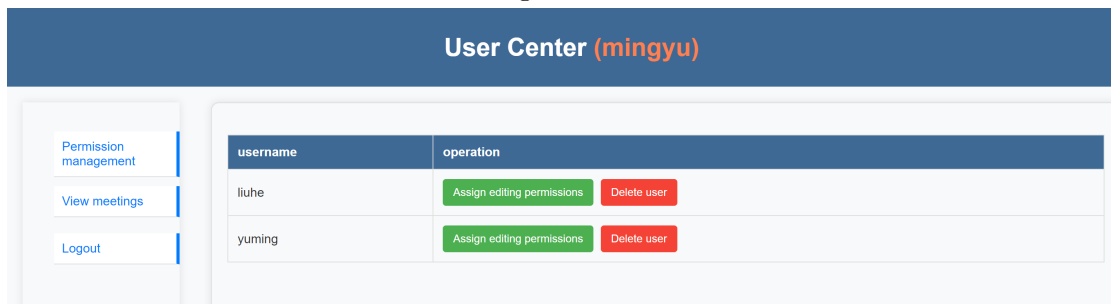 User Center (mingyu)
Permission
management
View meetings
Logout
username operation
liuhe Assign editing permissions Delete user
yuming Assign editing permissions Delete user